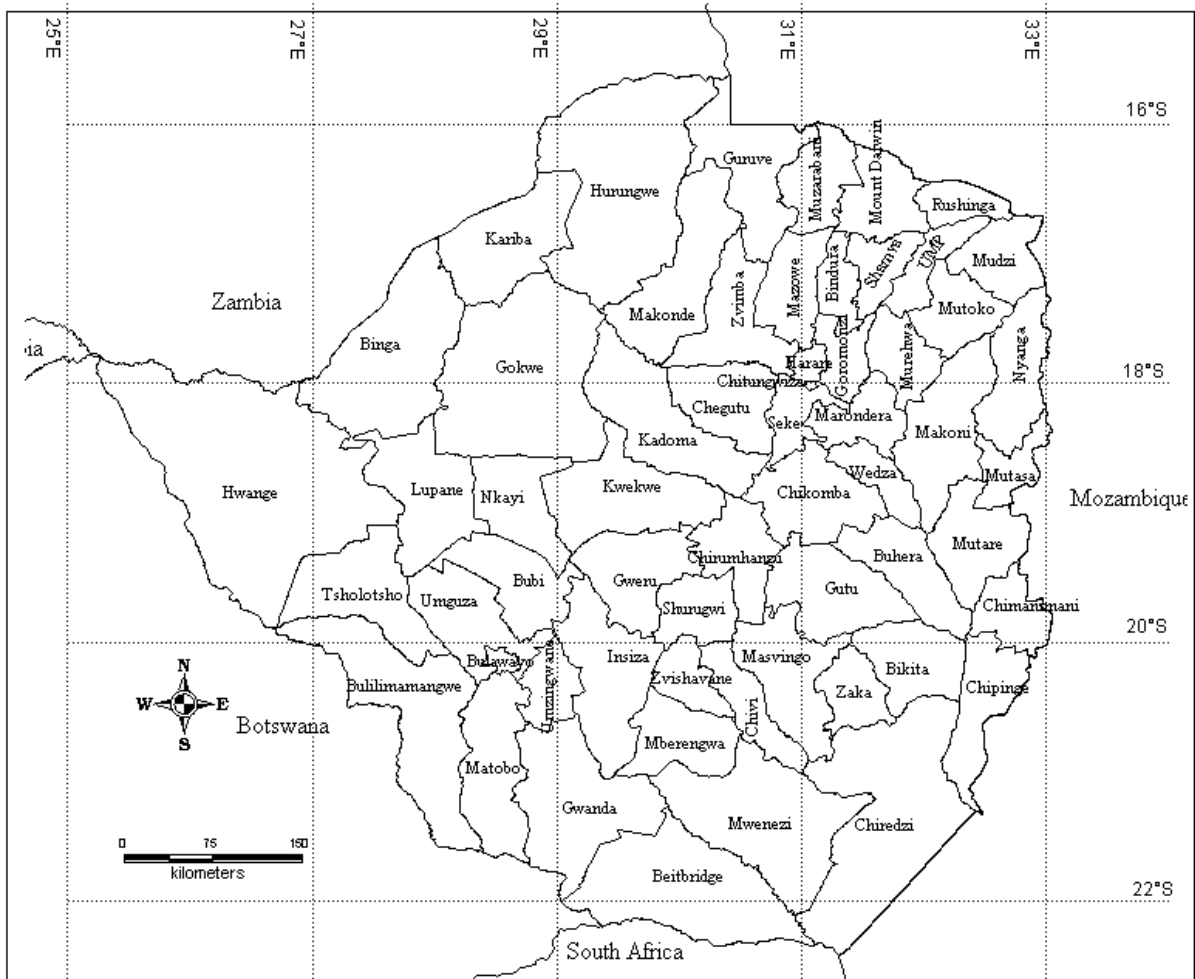 25°E
27°E
29°E
31°E
33°E
16°S
18°S
20°S
22°S
Guruve
Muzarabani
Mount Darwin
Hurungwe
Rushinga
Kariba
Shamva
UMP
Mudzi
Bindura
Mazowe
Zvimba
Zambia
Makonde
Mutoko
Binga
Gokwe
Harare
Goromonzi
Murehwa
Nyanga
Chitungwiza
Chegutu
Seke
Marondera
Makoni
Kadoma
Wedza
Mutasa
Hwange
Lupane
Nkayi
Kwekwe
Chikomba
Mozambique
Mutare
Chirumhanzi
Buhera
Tsholotsho
Umguza
Bubi
Gweru
Shurugwi
Gutu
Chimanimani
Bulawayo
Umzingwane
Insiza
Masvingo
Zvishavane
Bikita
Zaka
Chipinge
Bulilimamangwe
Chivi
N
W
E
S
Botswana
Mberengwa
Matobo
Gwanda
Mwenezi
Chiredzi
0 75 150
kilometers
Beitbridge
South Africa